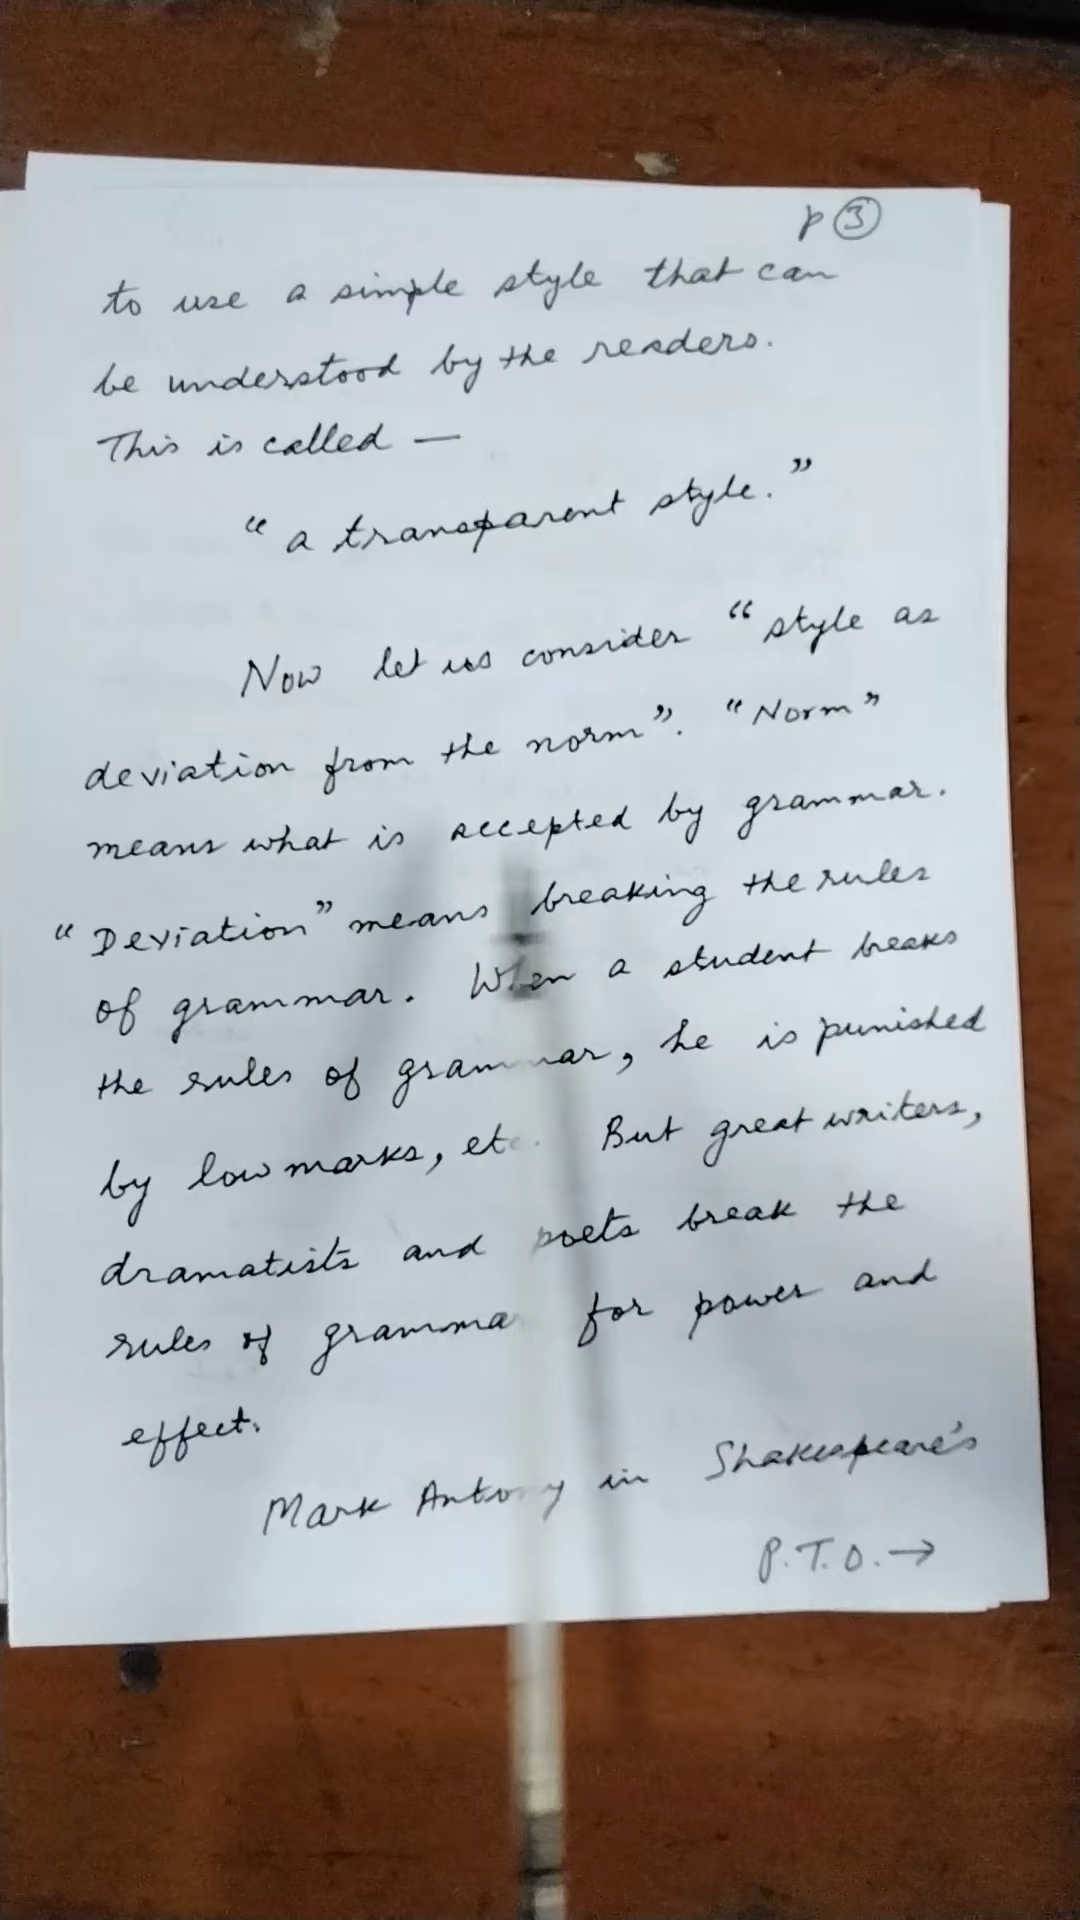 P 3
to use a simple style that can
be understood by the readers.
This is called —
"a transparent style."
Now let us consider "style as
deviation from the norm". "Norm"
means what is accepted by grammar.
"Deviation" means breaking the rules
of grammar. When a student breaks
the rules of grammar, he is punished
by low marks, etc. But great writers,
dramatists and poets break the
rules of grammar for power and
effect.
Mark Antony in Shakespeare's
P.T.O. →